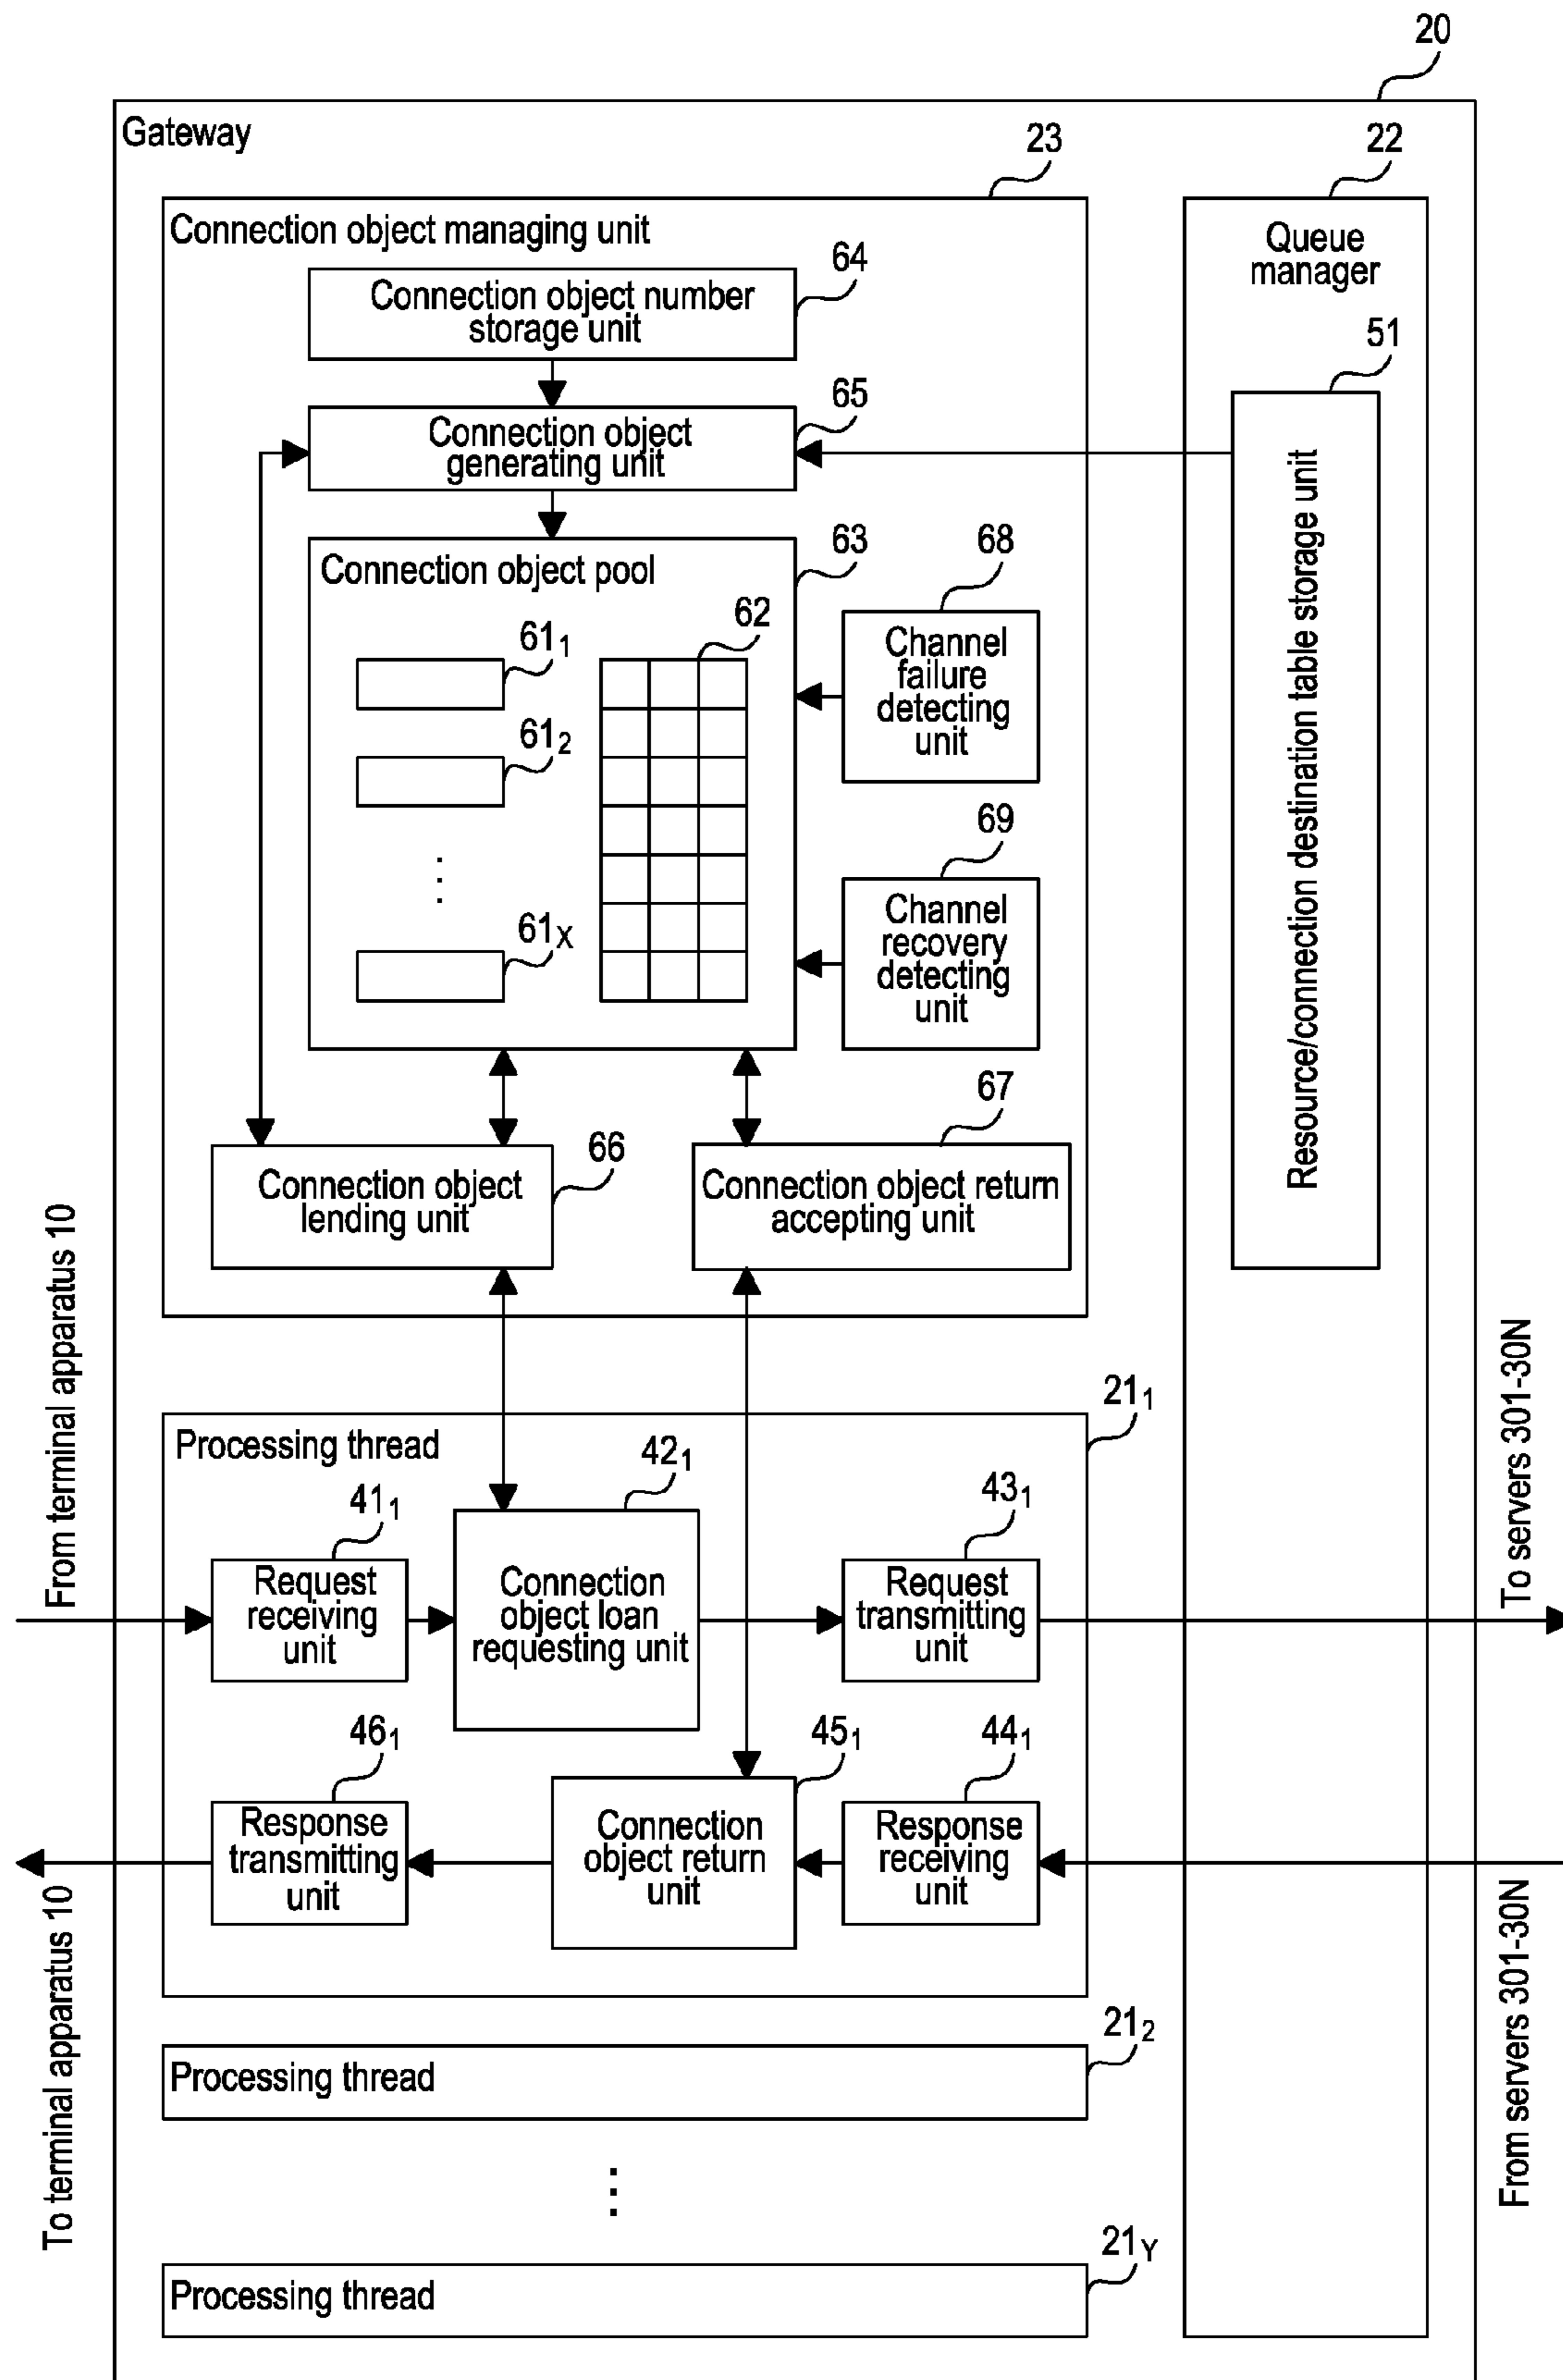 20
Gateway
23
22
Connection object managing unit
Queue
manager
64
Connection object number
storage unit
51
65
Connection object
generating unit
Resource/connection destination table storage unit
63
68
Connection object pool
62
Channel
failure
detecting
unit
61₁
61₂
69
⋮
Channel
recovery
detecting
unit
61X
67
66
Connection object
lending unit
Connection object return
accepting unit
From terminal apparatus 10
To servers 301-30N
21₁
Processing thread
42₁
41₁
43₁
Request
receiving
unit
Connection
object loan
requesting unit
Request
transmitting
unit
46₁
45₁
44₁
Response
transmitting
unit
Connection
object return
unit
Response
receiving
unit
To terminal apparatus 10
From servers 301-30N
21₂
Processing thread
⋮
21Y
Processing thread